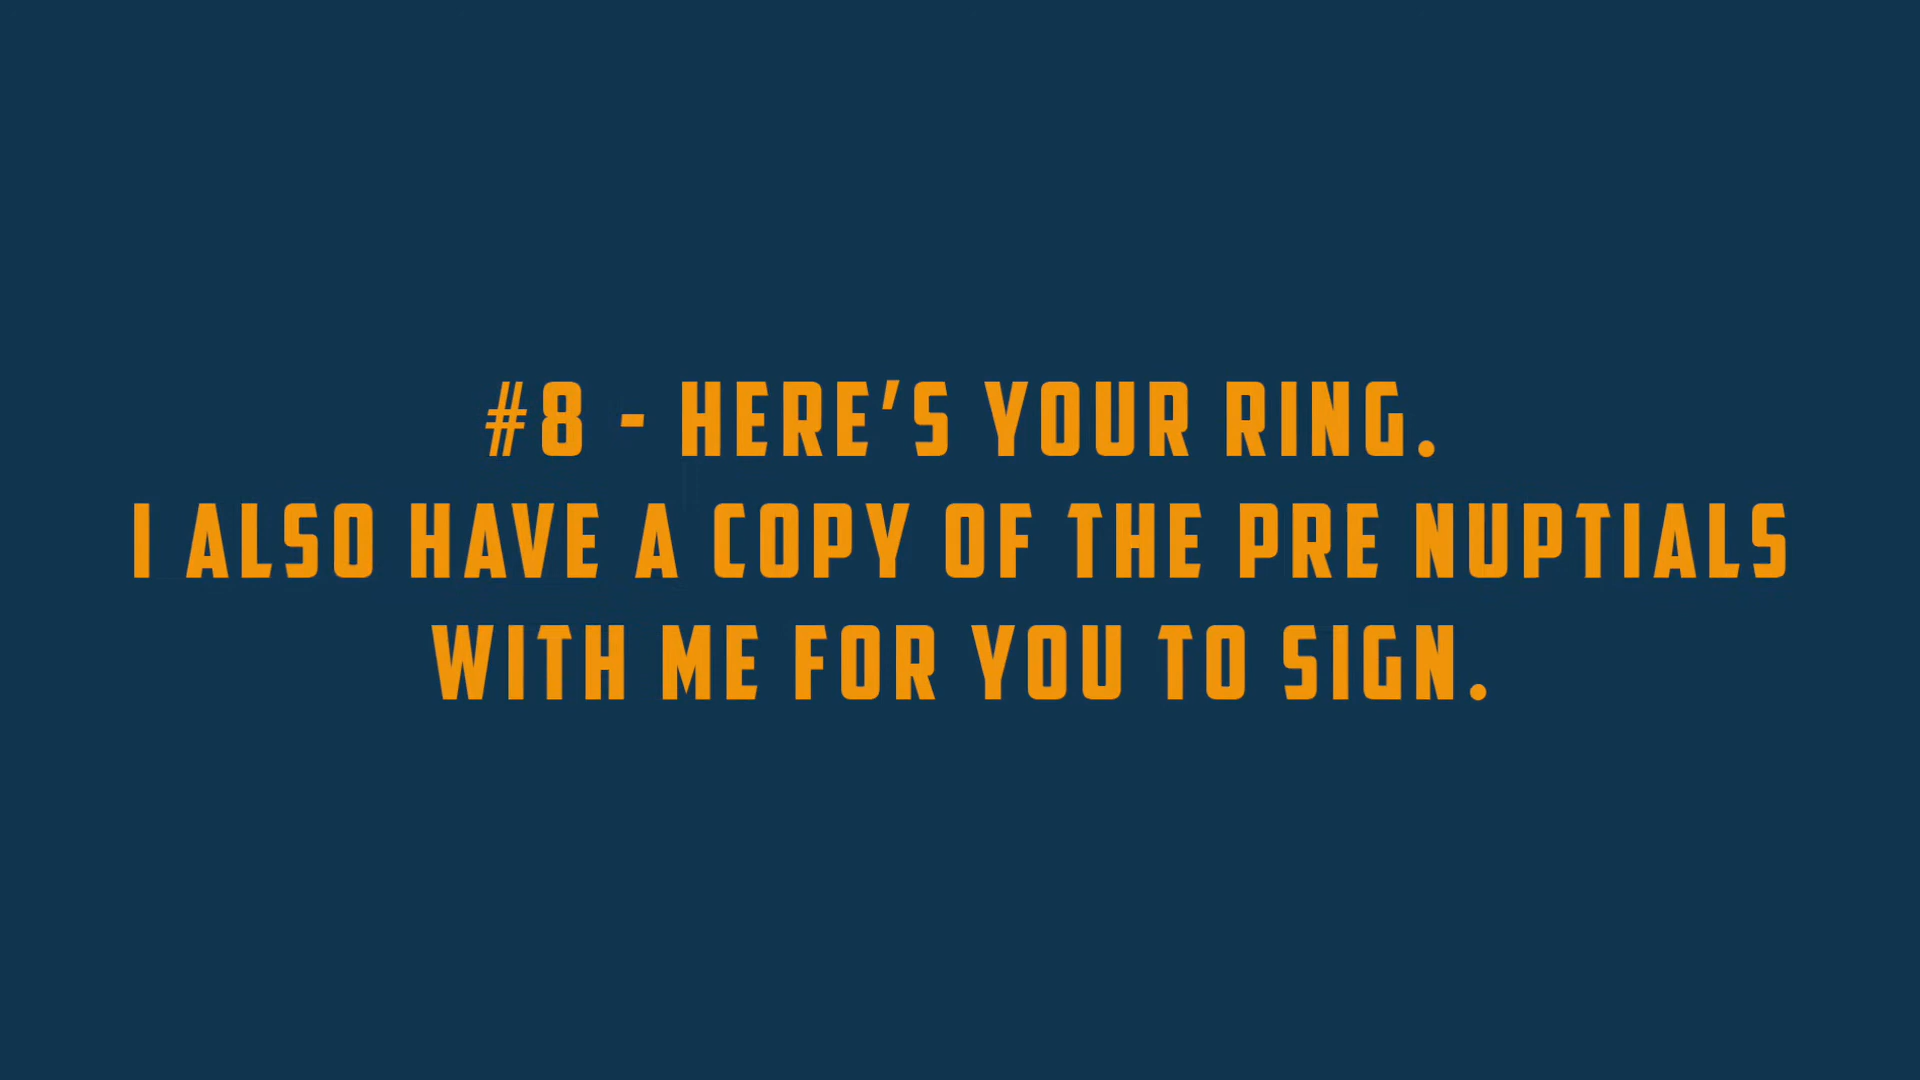 #8 - HERE'S YOUR RING.
I ALSO HAVE A COPY OF THE PRE NUPTIALS
WITH ME FOR YOU TO SIGN.